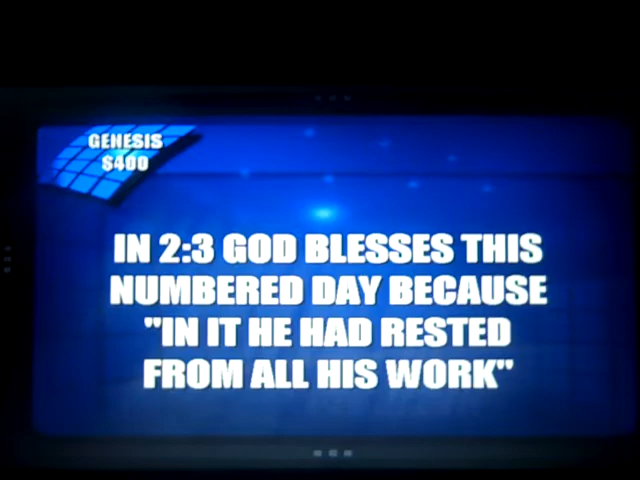 GENESIS
$400
IN 2:3 GOD BLESSES THIS
NUMBERED DAY BECAUSE
"IN IT HE HAD RESTED
FROM ALL HIS WORK"